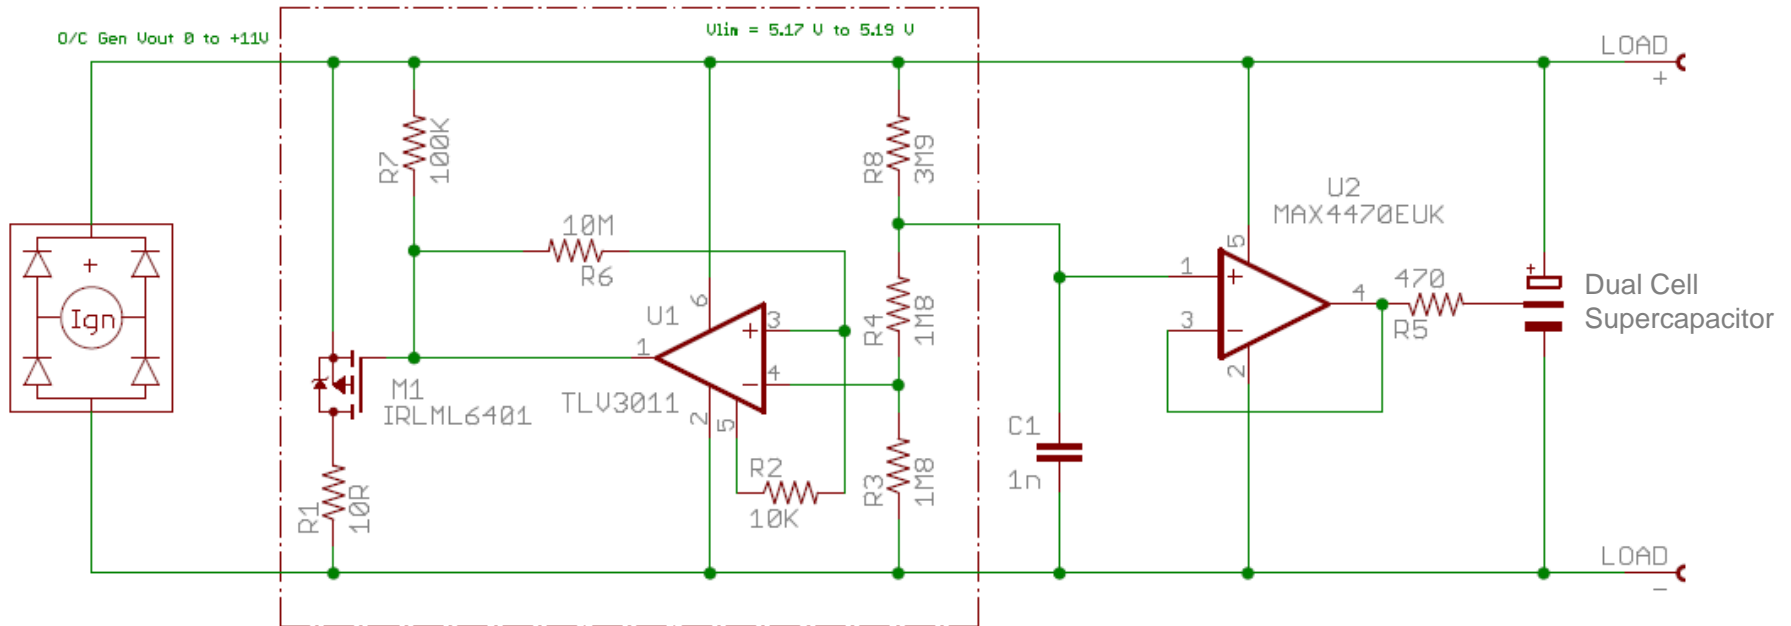 O/C Gen Vout 0 to +11V
Vlim = 5.17 V to 5.19 V
LOAD
+
R7
100K
R8
3M9
U2
MAX4470EUK
10M
R6
5
+
Ign
6
U1
3
+
R4
1M8
1
+
4
470
R5
+
Dual Cell
Supercapacitor
1
4
−
3
−
2
M1
IRLML6401
TLV3011
2
5
C1
1n
R2
10K
R3
1M8
R1
10R
LOAD
−